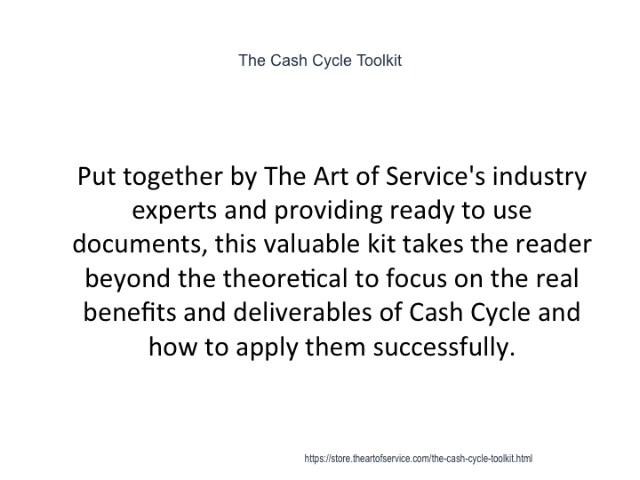 The Cash Cycle Toolkit
Put together by The Art of Service's industry
experts and providing ready to use
documents, this valuable kit takes the reader
beyond the theoretical to focus on the real
benefits and deliverables of Cash Cycle and
how to apply them successfully.
https://store.theartofservice.com/the-cash-cycle-toolkit.html